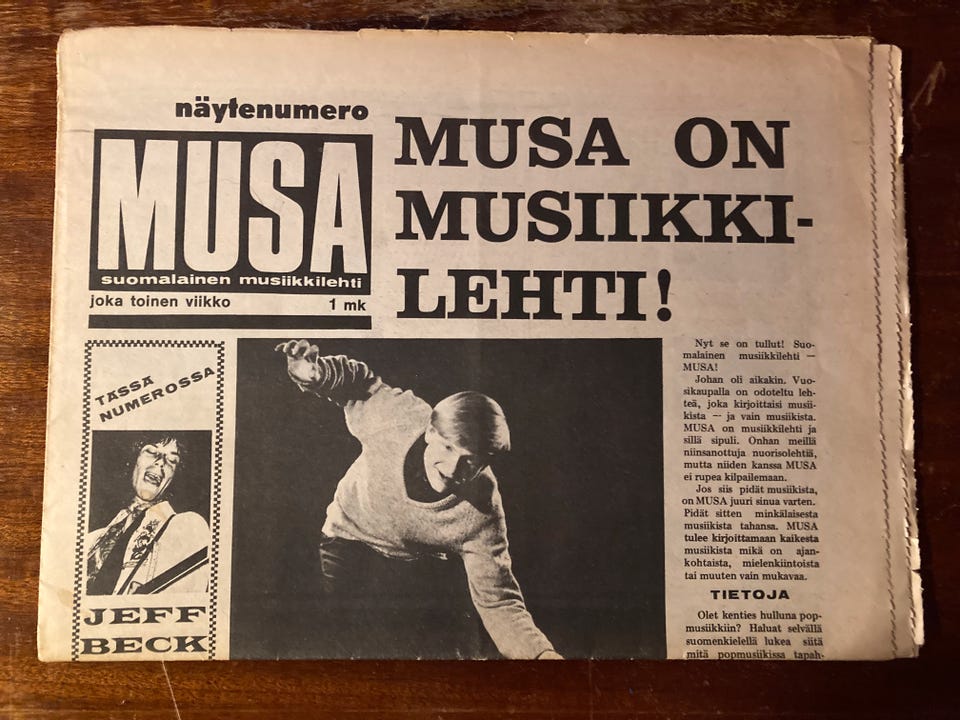 näytenumero
MUSA
suomalainen musiikkilehti
joka toinen viikko 1 mk
MUSA ON
MUSIIKKI-
LEHTI!
TÄSSÄ
NUMEROSSA
JEFF
BECK
Nyt se on tullut! Suo-
malainen musiikkilehti —
MUSA!
Johan oli aikakin. Vuo-
sikaupalla on odoteltu leh-
teä, joka kirjoittaisi musii-
kista — ja vain musiikista.
MUSA on musiikkilehti ja
sillä sipuli. Onhan meillä
niinsanottuja nuorisolehtiä,
mutta niiden kanssa MUSA
ei rupea kilpailemaan.
Jos siis pidät musiikista,
on MUSA juuri sinua varten.
Pidät sitten minkälaisesta
musiikista tahansa. MUSA
tulee kirjoittamaan kaikesta
musiikista mikä on ajan-
kohtaista, mielenkiintoista
tai muuten vain mukavaa.
TIETOJA
Olet kenties hulluna pop-
musiikkiin? Haluat selvällä
suomenkielellä lukea siitä
mitä popmusiikissa tapah-